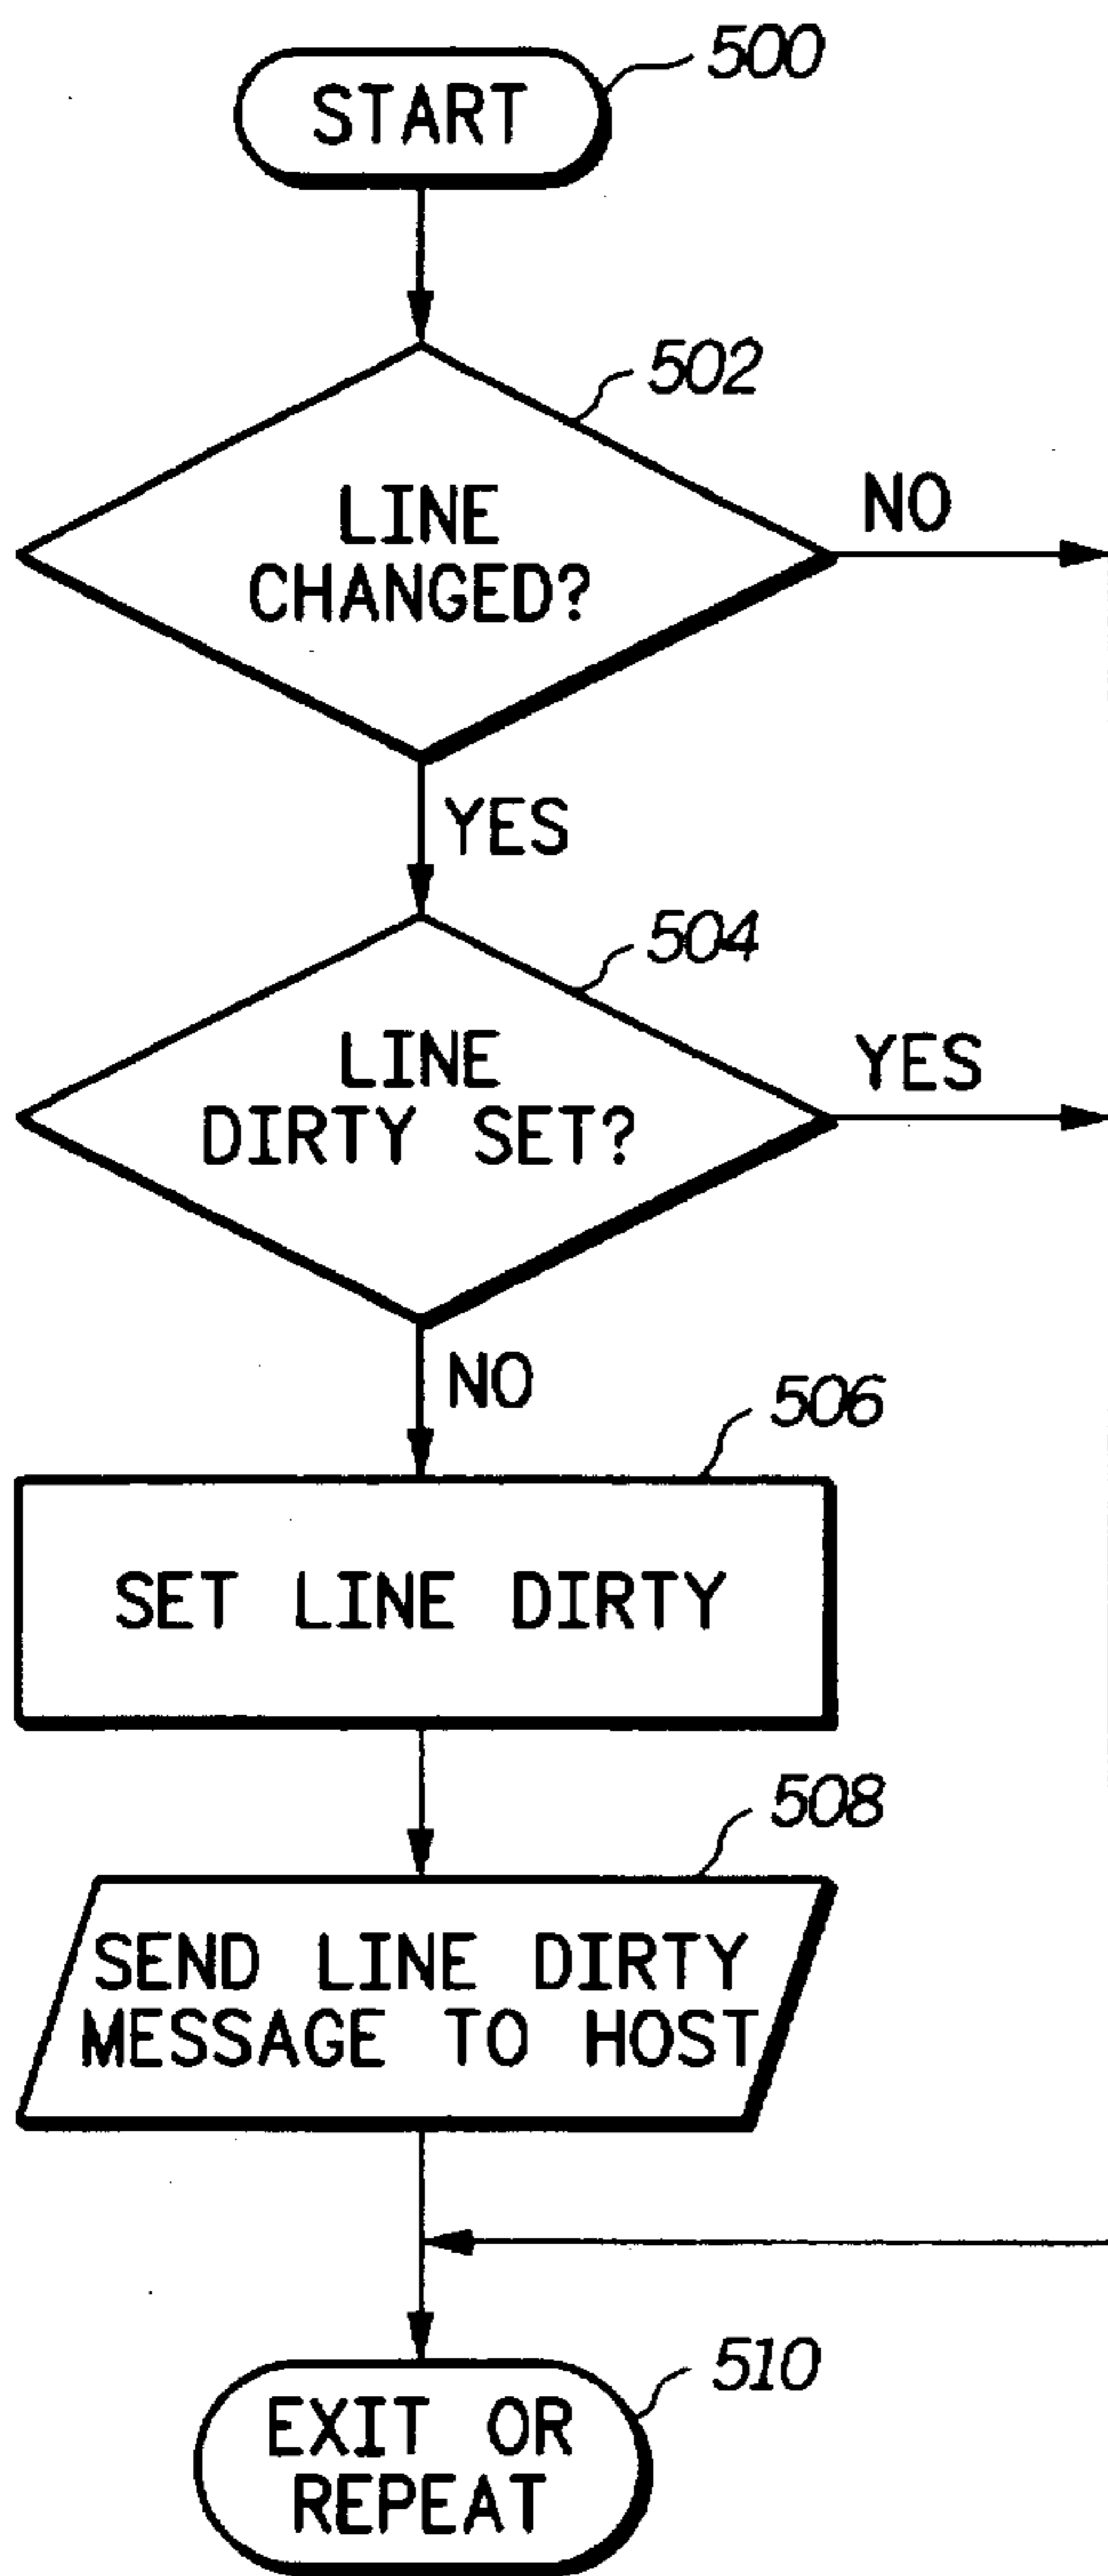 START
500
502
LINE
CHANGED?
NO
YES
504
LINE
DIRTY SET?
YES
NO
506
SET LINE DIRTY
508
SEND LINE DIRTY
MESSAGE TO HOST
510
EXIT OR
REPEAT